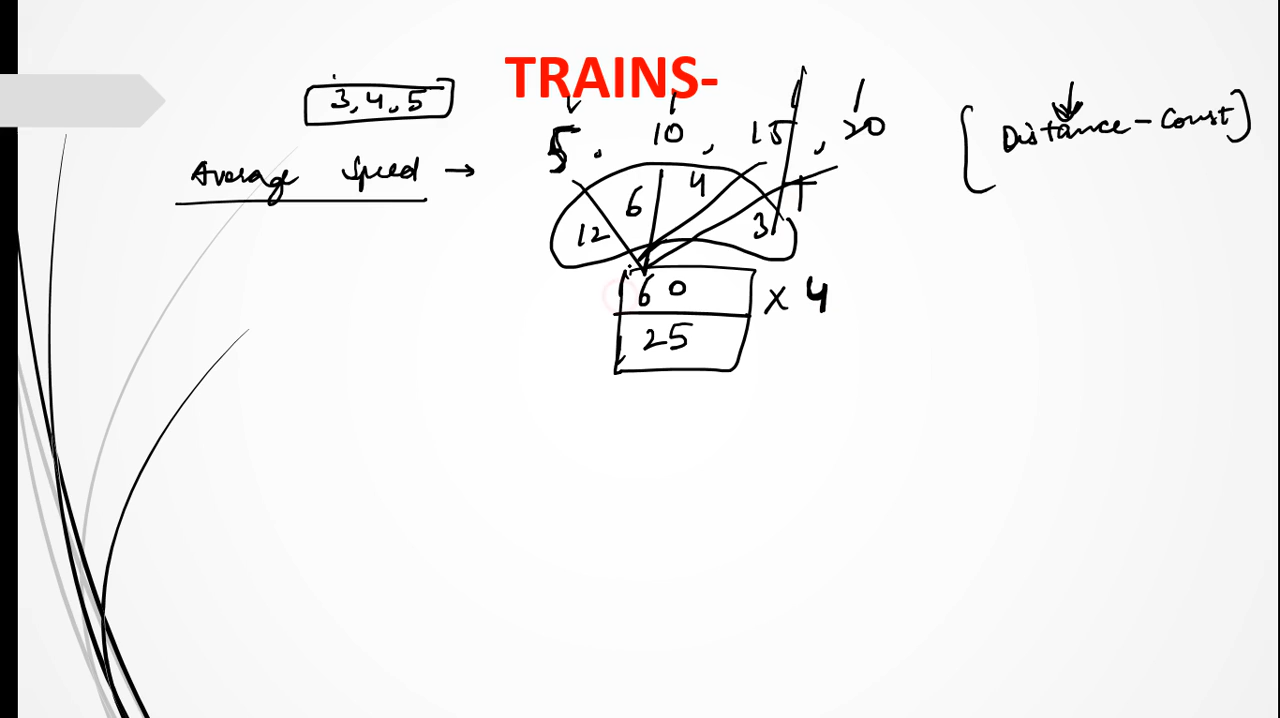 TRAINS-
3, 4, 5
5, 10, 15, 20
[ Distance - Const ]
Average Speed →
12 6 4 3
60
25
x 4